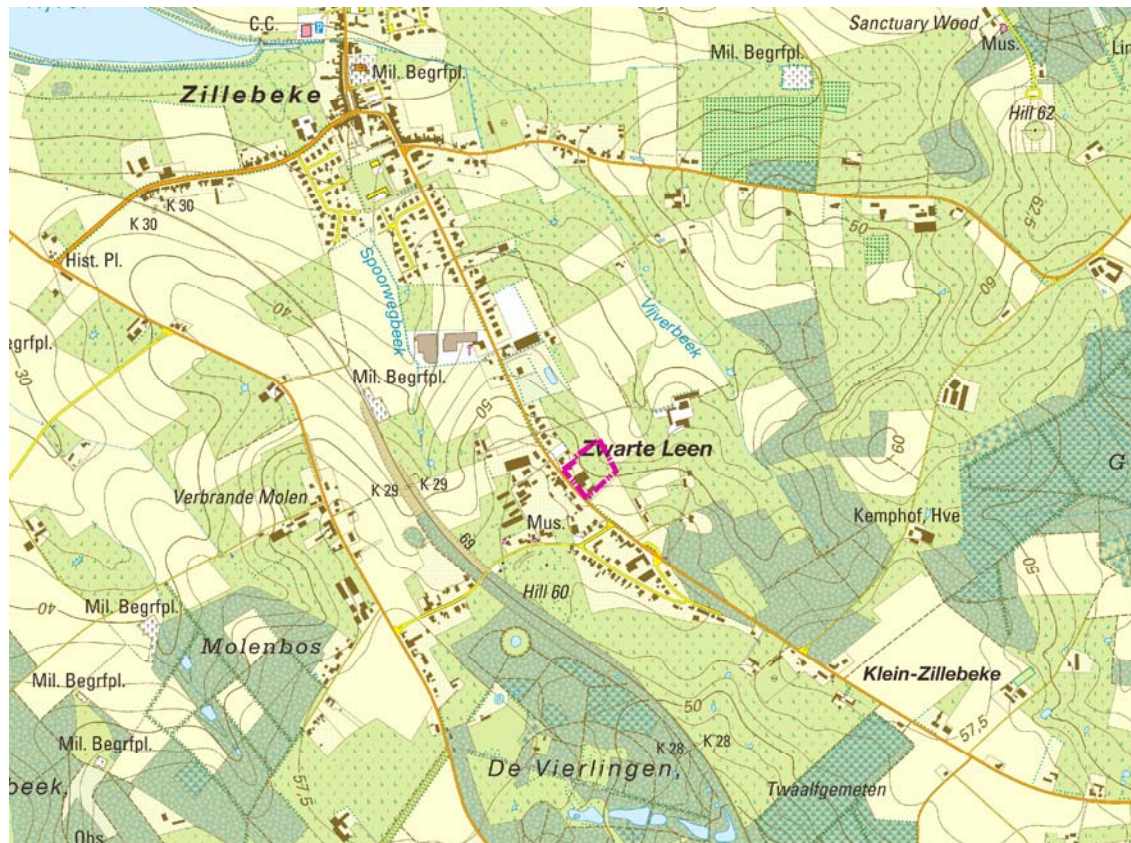 C.C.
P
Sanctuary Wood
Mus.
Mil. Begrfpl.
Mil. Begrfpl.
Zillebeke
Hill 62
K 30
K 30
62,5
50
Hist. Pl.
Spoorwegbeek
Vijverbeek
40
60
30
Mil. Begrfpl.
50
Zwarte Leen
60
G
K 29
K 29
Verbrande Molen
Mus.
Kemphof, Hve
50
40
Hill 60
Mil. Begrfpl.
Molenbos
Klein-Zillebeke
Mil. Begrfpl.
50
57,5
Mil. Begrfpl.
K 28
K 28
De Vierlingen
57,5
Twaalfgemeten
Obs.